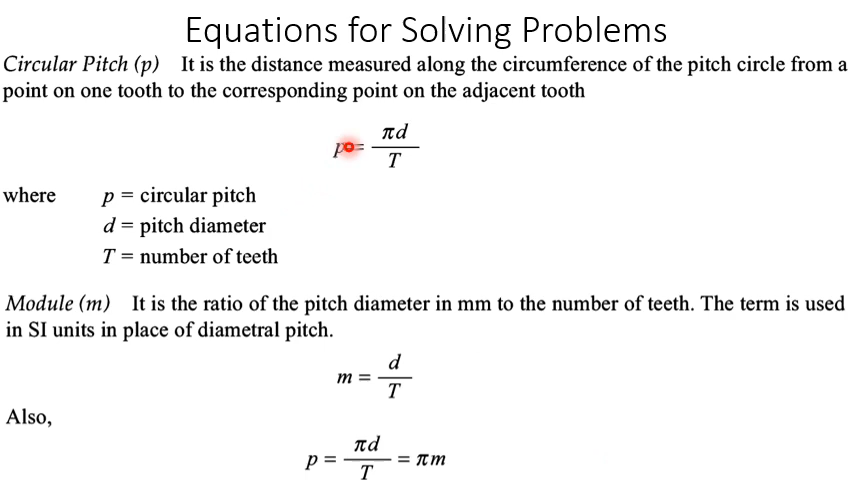 Equations for Solving Problems
Circular Pitch (p) It is the distance measured along the circumference of the pitch circle from a
point on one tooth to the corresponding point on the adjacent tooth
p = πd / T
where p = circular pitch
d = pitch diameter
T = number of teeth
Module (m) It is the ratio of the pitch diameter in mm to the number of teeth. The term is used
in SI units in place of diametral pitch.
m = d / T
Also,
p = πd / T = πm